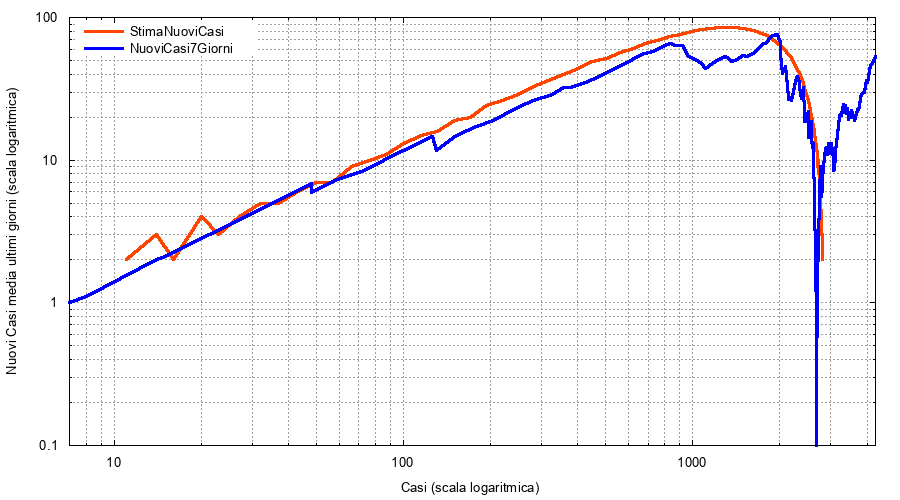 100
10
1
0.1
StimaNuoviCasi
NuoviCasi7Giorni
Nuovi Casi media ultimi giorni (scala logaritmica)
10
100
1000
Casi (scala logaritmica)